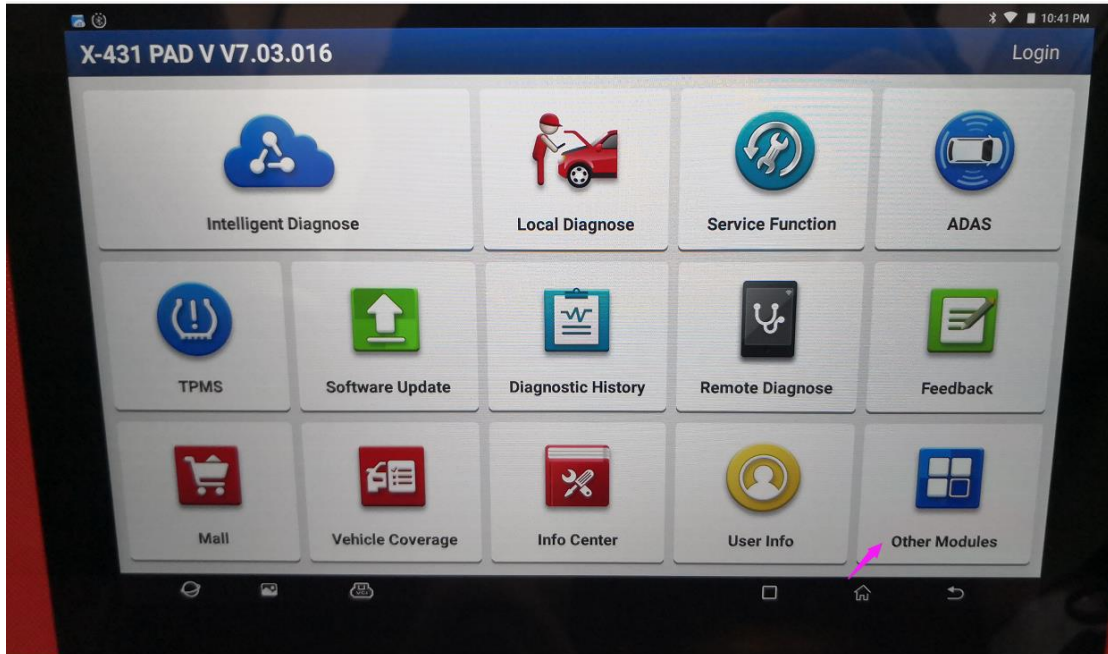 10:41 PM
X-431 PAD V V7.03.016
Login
Intelligent Diagnose
Local Diagnose
Service Function
ADAS
TPMS
Software Update
Diagnostic History
Remote Diagnose
Feedback
Mall
Vehicle Coverage
Info Center
User Info
Other Modules
VCI